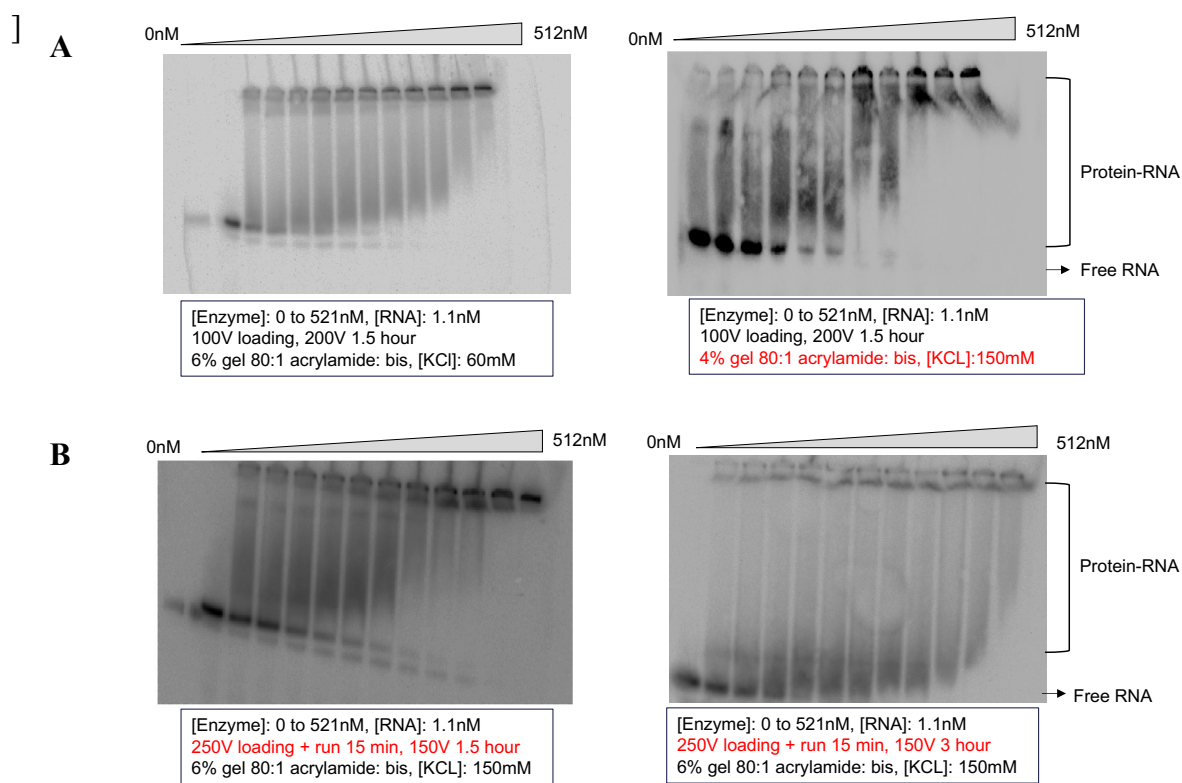 ]
A
0nM
512nM
512nM
0nM
Protein-RNA
Free RNA
[Enzyme]: 0 to 521nM, [RNA]: 1.1nM
100V loading, 200V 1.5 hour
6% gel 80:1 acrylamide: bis, [KCl]: 60mM
[Enzyme]: 0 to 521nM, [RNA]: 1.1nM
100V loading, 200V 1.5 hour
4% gel 80:1 acrylamide: bis, [KCL]:150mM
B
0nM
512nM
0nM
512nM
Protein-RNA
Free RNA
[Enzyme]: 0 to 521nM, [RNA]: 1.1nM
250V loading + run 15 min, 150V 1.5 hour
6% gel 80:1 acrylamide: bis, [KCL]: 150mM
[Enzyme]: 0 to 521nM, [RNA]: 1.1nM
250V loading + run 15 min, 150V 3 hour
6% gel 80:1 acrylamide: bis, [KCL]: 150mM